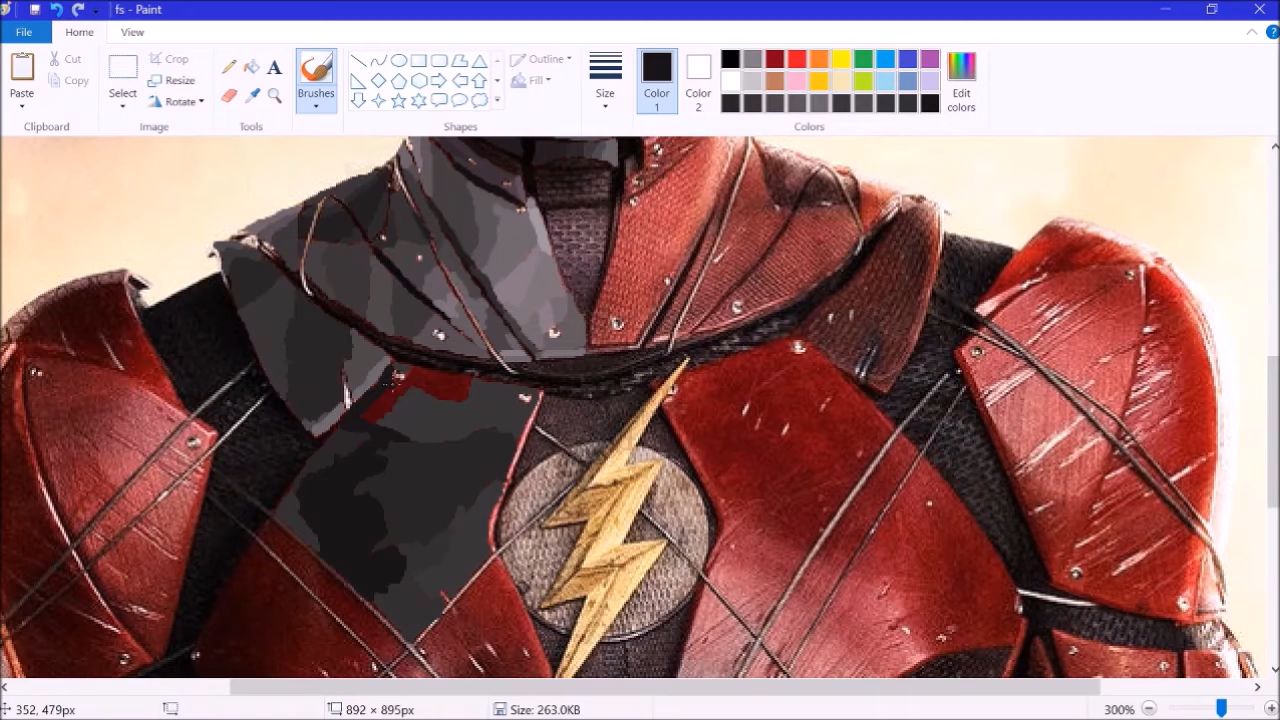 fs - Paint
File
Home
View
Paste
Cut
Copy
Clipboard
Select
Crop
Resize
Rotate
Image
A
Tools
Brushes
Outline
Fill
Shapes
Size
Color
1
Color
2
Edit
colors
Colors
352, 479px
892 × 895px
Size: 263.0KB
300%